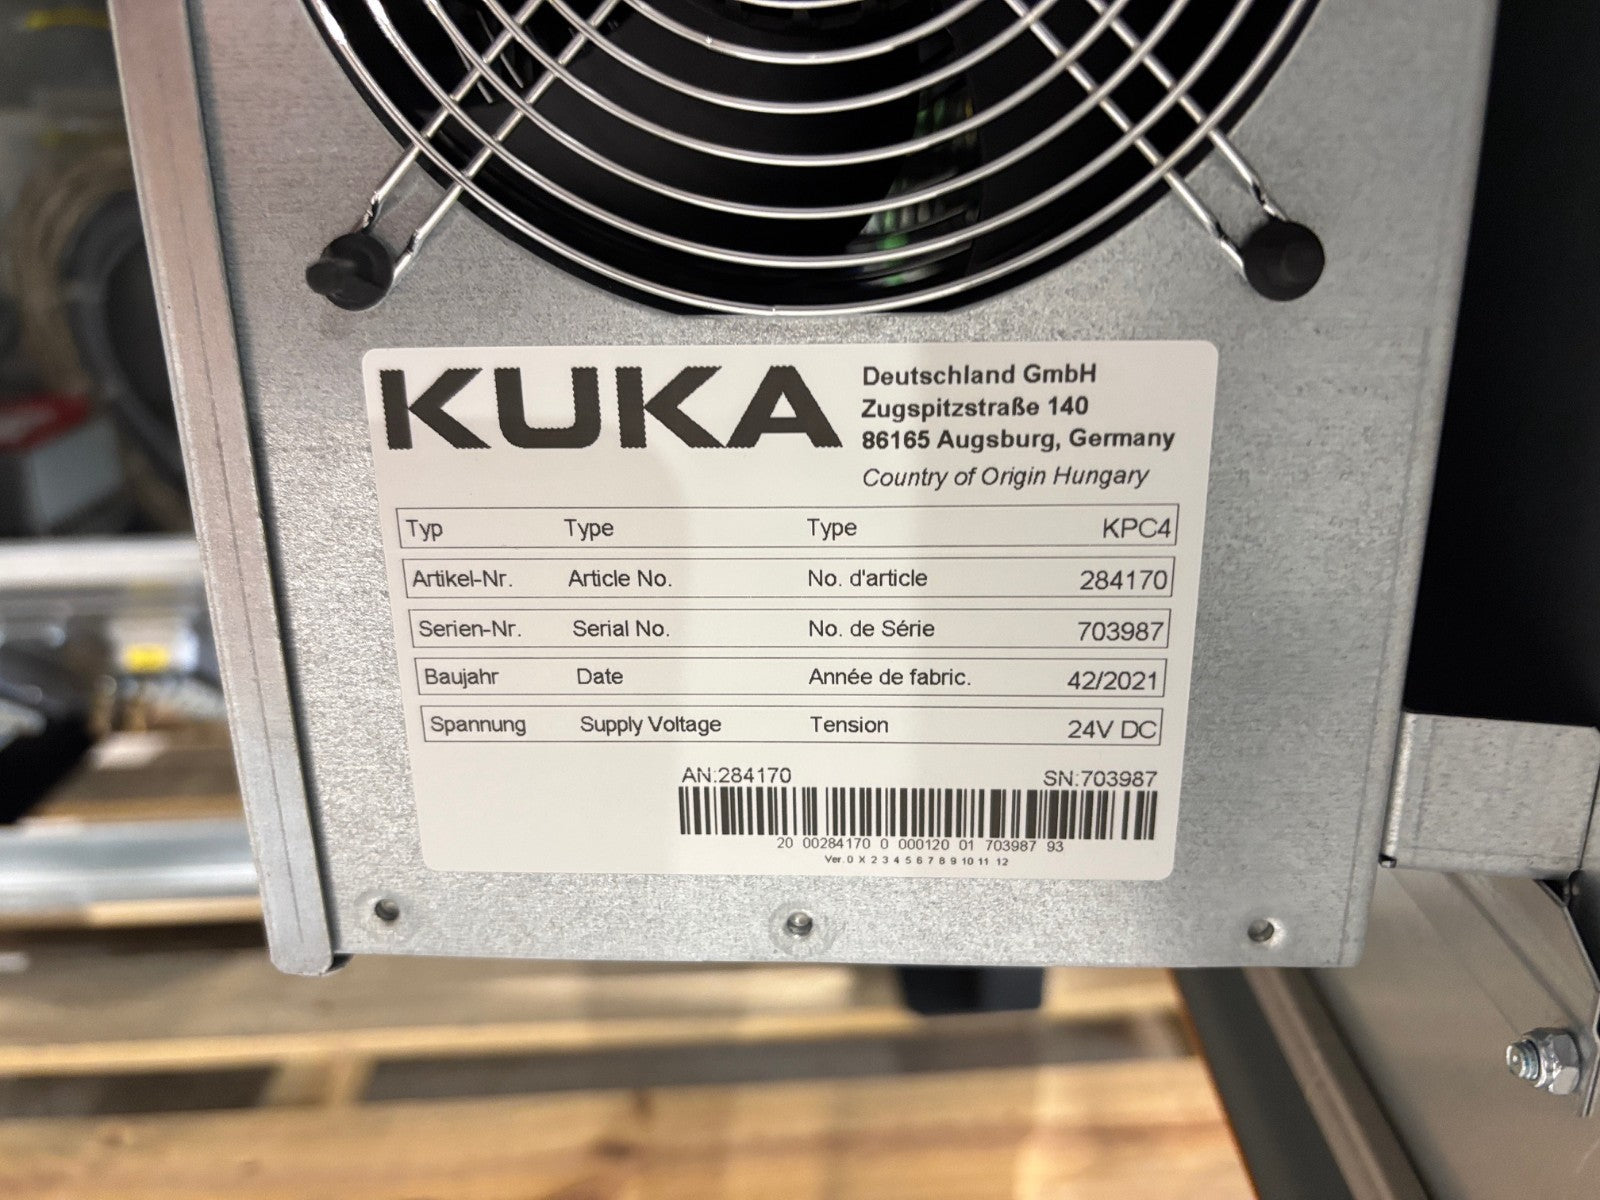 KUKA
Deutschland GmbH
Zugspitzstraße 140
86165 Augsburg, Germany
Country of Origin Hungary
Typ Type Type KPC4
Artikel-Nr. Article No. No. d'article 284170
Serien-Nr. Serial No. No. de Série 703987
Baujahr Date Année de fabric. 42/2021
Spannung Supply Voltage Tension 24V DC
AN:284170 SN:703987
20 00284170 0 000120 01 703987 93
Ver. 0 X 2 3 4 5 6 7 8 9 10 11 12